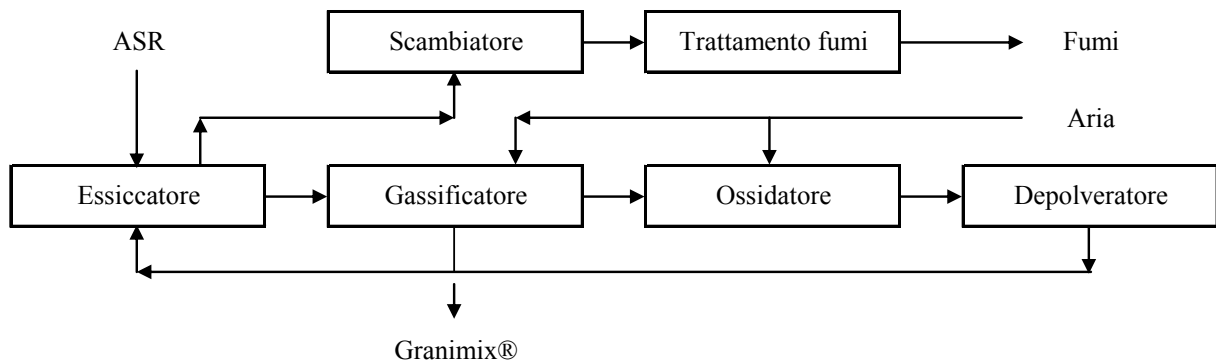 ASR
Scambiatore
Trattamento fumi
Fumi
Aria
Essiccatore
Gassificatore
Ossidatore
Depolveratore
Granimix®